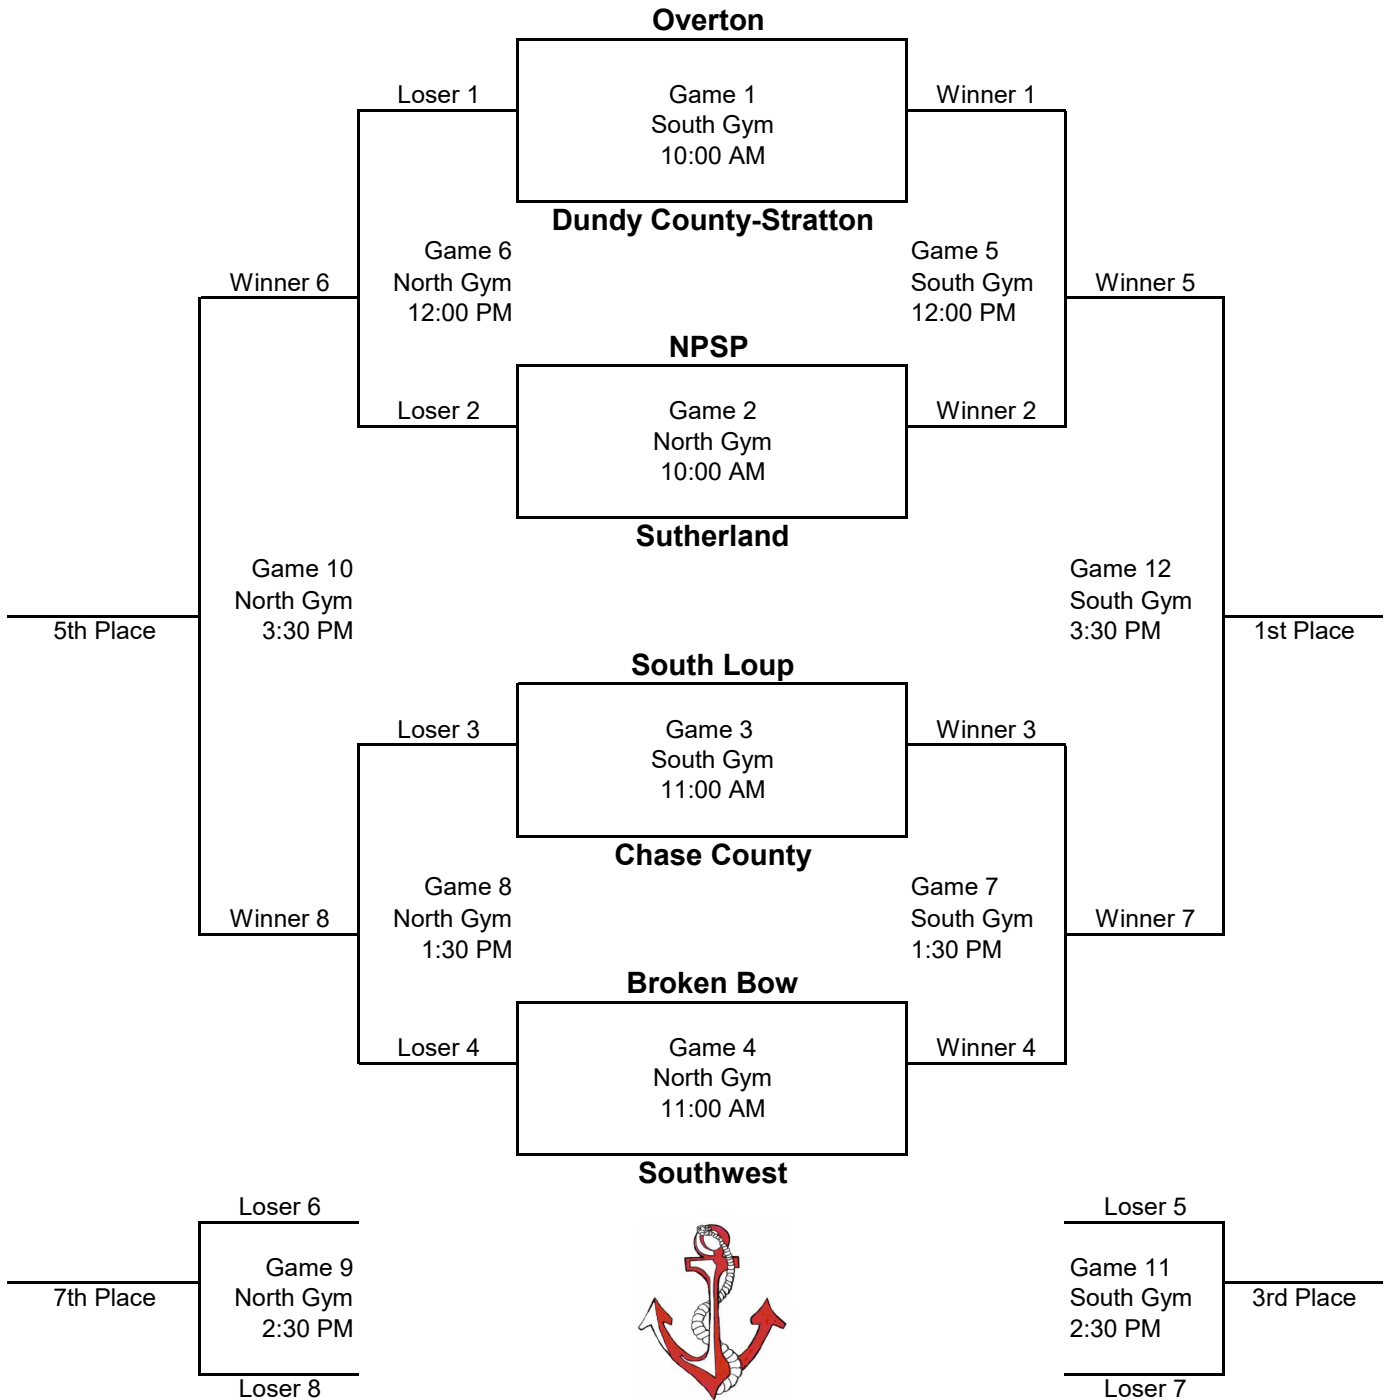 Overton
Loser 1
Game 1
Winner 1
South Gym
10:00 AM
Dundy County-Stratton
Game 6
Game 5
Winner 6
North Gym
South Gym
Winner 5
12:00 PM
12:00 PM
NPSP
Loser 2
Game 2
Winner 2
North Gym
10:00 AM
Sutherland
Game 10
Game 12
North Gym
South Gym
5th Place
3:30 PM
3:30 PM
1st Place
South Loup
Loser 3
Game 3
Winner 3
South Gym
11:00 AM
Chase County
Game 8
Game 7
Winner 8
North Gym
South Gym
Winner 7
1:30 PM
1:30 PM
Broken Bow
Loser 4
Game 4
Winner 4
North Gym
11:00 AM
Southwest
Loser 6
Loser 5
Game 9
Game 11
7th Place
North Gym
South Gym
3rd Place
2:30 PM
2:30 PM
Loser 8
Loser 7